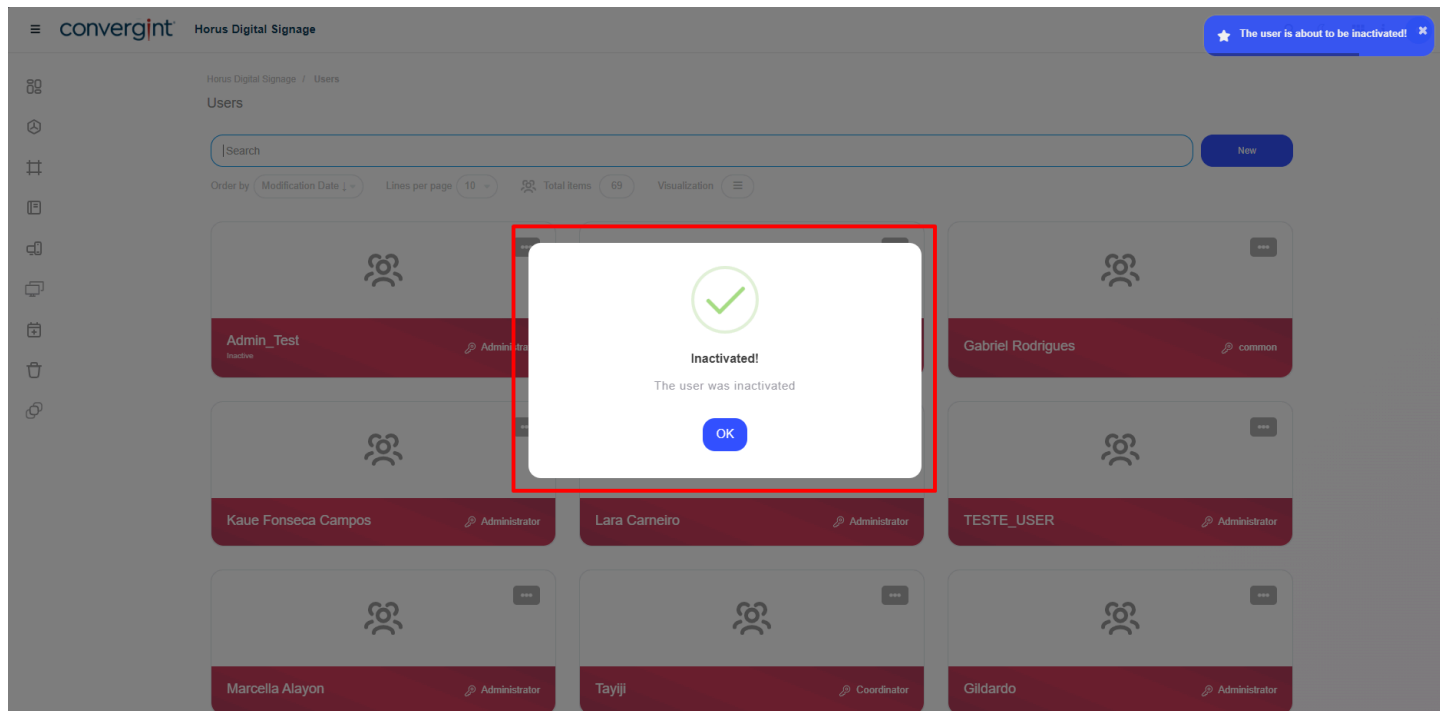 convergint Horus Digital Signage
The user is about to be inactivated!
Horus Digital Signage / Users
Users
Search
New
Order by Modification Date ↓ Lines per page 10 Total items 69 Visualization
Admin_Test
Inactive
Administra
Gabriel Rodrigues common
Inactivated!
The user was inactivated
OK
Kaue Fonseca Campos Administrator
Lara Carneiro Administrator
TESTE_USER Administrator
Marcella Alayon Administrator
Tayiji Coordinator
Gildardo Administrator